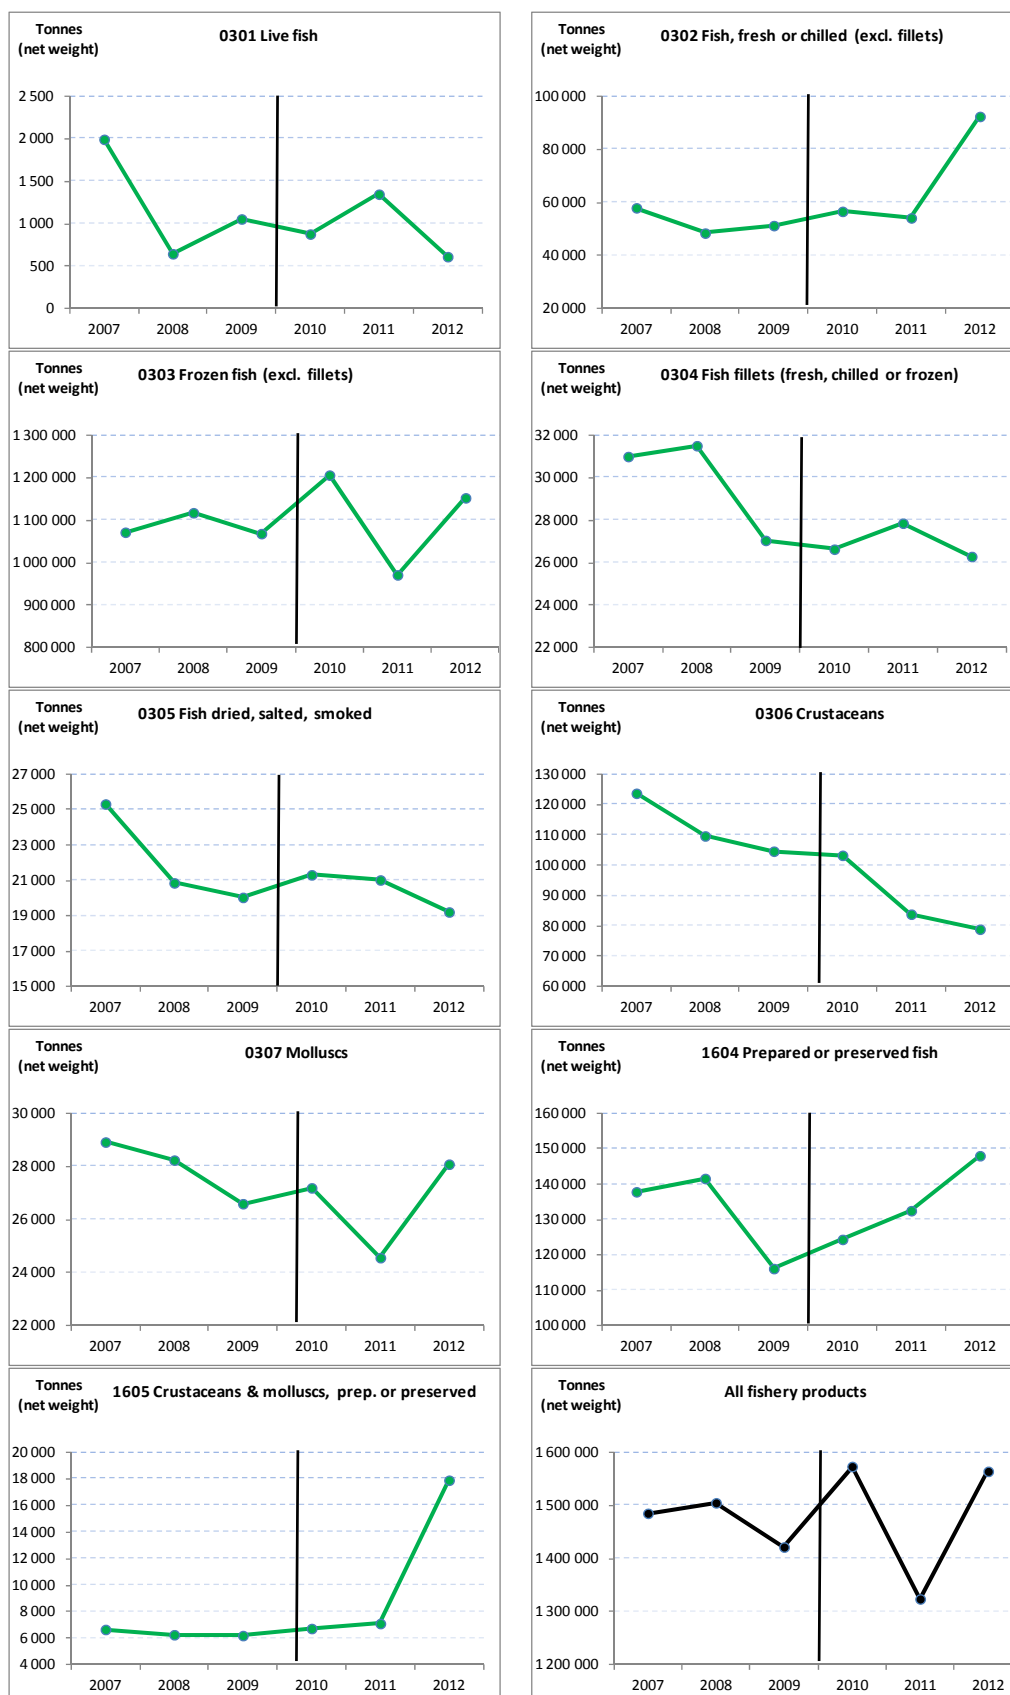 Tonnes
(net weight)
0301 Live fish
2 500
2 000
1 500
1 000
500
0
2007 2008 2009 2010 2011 2012
Tonnes
(net weight)
0302 Fish, fresh or chilled (excl. fillets)
100 000
80 000
60 000
40 000
20 000
2007 2008 2009 2010 2011 2012
Tonnes
(net weight)
0303 Frozen fish (excl. fillets)
1 300 000
1 200 000
1 100 000
1 000 000
900 000
800 000
2007 2008 2009 2010 2011 2012
Tonnes
(net weight)
0304 Fish fillets (fresh, chilled or frozen)
32 000
30 000
28 000
26 000
24 000
22 000
2007 2008 2009 2010 2011 2012
Tonnes
(net weight)
0305 Fish dried, salted, smoked
27 000
25 000
23 000
21 000
19 000
17 000
15 000
2007 2008 2009 2010 2011 2012
Tonnes
(net weight)
0306 Crustaceans
130 000
120 000
110 000
100 000
90 000
80 000
70 000
60 000
2007 2008 2009 2010 2011 2012
Tonnes
(net weight)
0307 Molluscs
30 000
28 000
26 000
24 000
22 000
2007 2008 2009 2010 2011 2012
Tonnes
(net weight)
1604 Prepared or preserved fish
160 000
150 000
140 000
130 000
120 000
110 000
100 000
2007 2008 2009 2010 2011 2012
Tonnes
(net weight)
1605 Crustaceans & molluscs, prep. or preserved
20 000
18 000
16 000
14 000
12 000
10 000
8 000
6 000
4 000
2007 2008 2009 2010 2011 2012
Tonnes
(net weight)
All fishery products
1 600 000
1 500 000
1 400 000
1 300 000
1 200 000
2007 2008 2009 2010 2011 2012